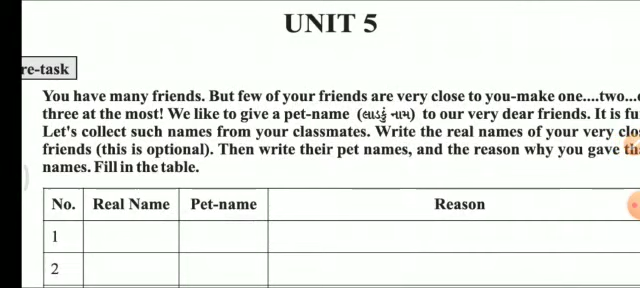 UNIT 5
re-task
You have many friends. But few of your friends are very close to you-make one....two...
three at the most! We like to give a pet-name (લાડકું નામ) to our very dear friends. It is fu
Let's collect such names from your classmates. Write the real names of your very clo
friends (this is optional). Then write their pet names, and the reason why you gave th
names. Fill in the table.
No. Real Name Pet-name Reason
1
2